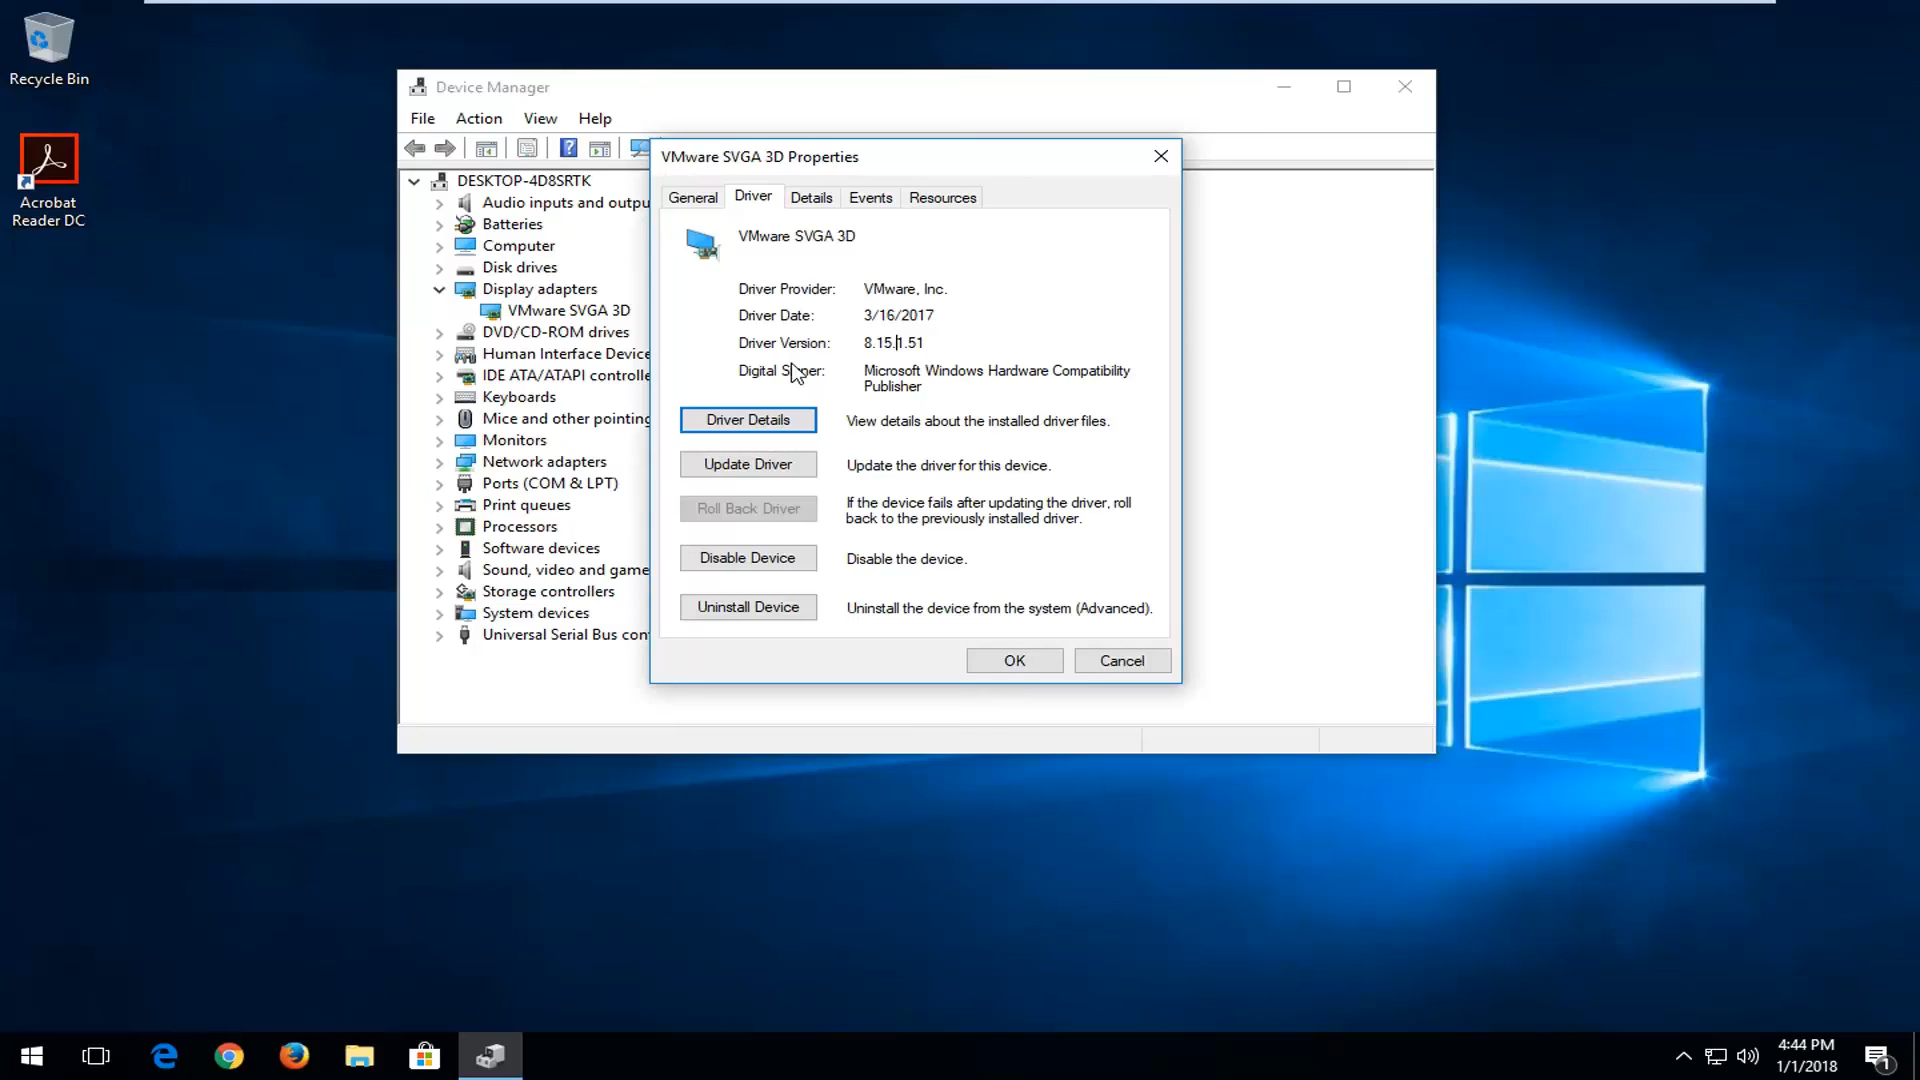 Recycle Bin
Acrobat
Reader DC
Device Manager
File Action View Help
DESKTOP-4D8SRTK
Audio inputs and outpu
Batteries
Computer
Disk drives
Display adapters
VMware SVGA 3D
DVD/CD-ROM drives
Human Interface Device
IDE ATA/ATAPI controlle
Keyboards
Mice and other pointing
Monitors
Network adapters
Ports (COM & LPT)
Print queues
Processors
Software devices
Sound, video and game
Storage controllers
System devices
Universal Serial Bus con
VMware SVGA 3D Properties
General Driver Details Events Resources
VMware SVGA 3D
Driver Provider: VMware, Inc.
Driver Date: 3/16/2017
Driver Version: 8.15.1.51
Digital Signer: Microsoft Windows Hardware Compatibility
Publisher
Driver Details View details about the installed driver files.
Update Driver Update the driver for this device.
Roll Back Driver If the device fails after updating the driver, roll
back to the previously installed driver.
Disable Device Disable the device.
Uninstall Device Uninstall the device from the system (Advanced).
OK Cancel
4:44 PM
1/1/2018
1